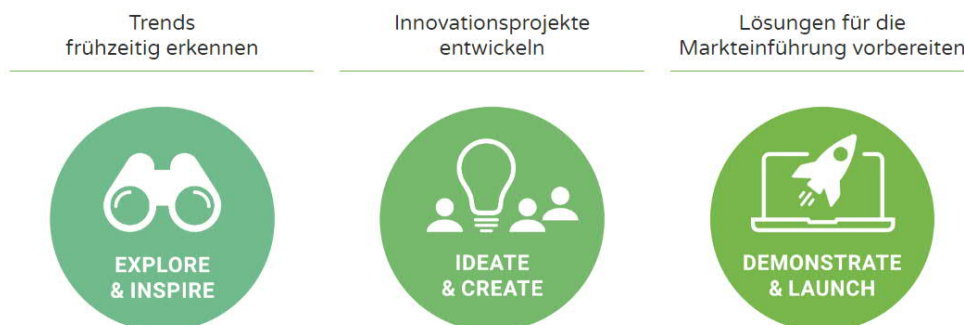 Trends
frühzeitig erkennen
Innovationsprojekte
entwickeln
Lösungen für die
Markteinführung vorbereiten
EXPLORE
& INSPIRE
IDEATE
& CREATE
DEMONSTRATE
& LAUNCH